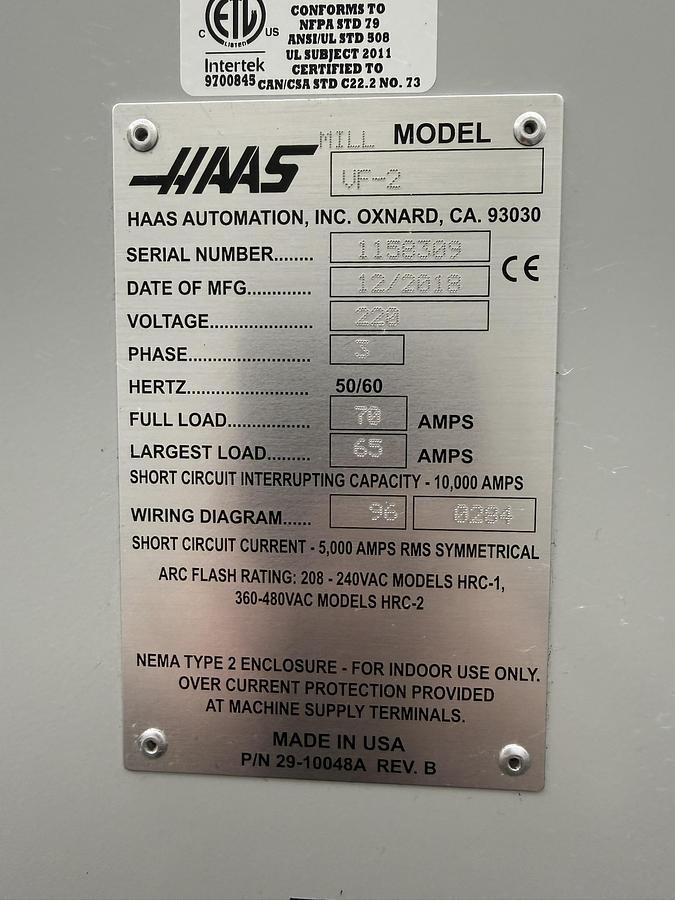 CONFORMS TO
NFPA STD 79
ANSI/UL STD 508
UL SUBJECT 2011
CERTIFIED TO
CAN/CSA STD C22.2 NO. 73
C ETL US
LISTED
Intertek
9700845
MILL MODEL
HAAS VF-2
HAAS AUTOMATION, INC. OXNARD, CA. 93030
SERIAL NUMBER........ 1158309
CE
DATE OF MFG............. 12/2018
VOLTAGE..................... 220
PHASE......................... 3
HERTZ......................... 50/60
FULL LOAD................. 70 AMPS
LARGEST LOAD......... 65 AMPS
SHORT CIRCUIT INTERRUPTING CAPACITY - 10,000 AMPS
WIRING DIAGRAM...... 96 0284
SHORT CIRCUIT CURRENT - 5,000 AMPS RMS SYMMETRICAL
ARC FLASH RATING: 208 - 240VAC MODELS HRC-1,
360-480VAC MODELS HRC-2
NEMA TYPE 2 ENCLOSURE - FOR INDOOR USE ONLY.
OVER CURRENT PROTECTION PROVIDED
AT MACHINE SUPPLY TERMINALS.
MADE IN USA
P/N 29-10048A REV. B